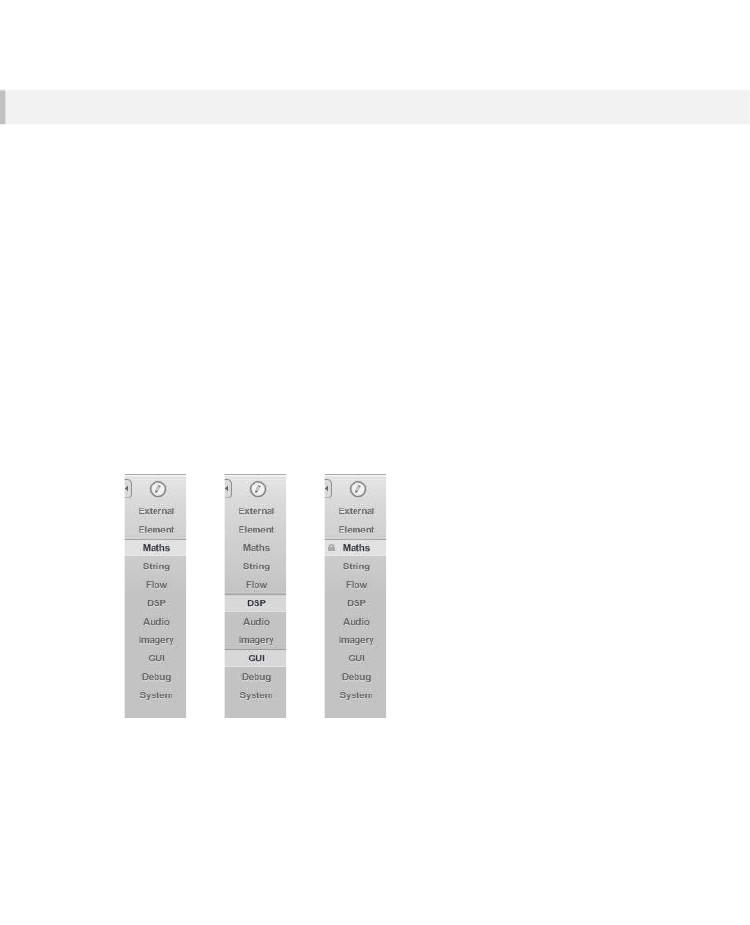 External
Element
Maths
String
Flow
DSP
Audio
Imagery
GUI
Debug
System
External
Element
Maths
String
Flow
DSP
Audio
Imagery
GUI
Debug
System
External
Element
Maths
String
Flow
DSP
Audio
Imagery
GUI
Debug
System